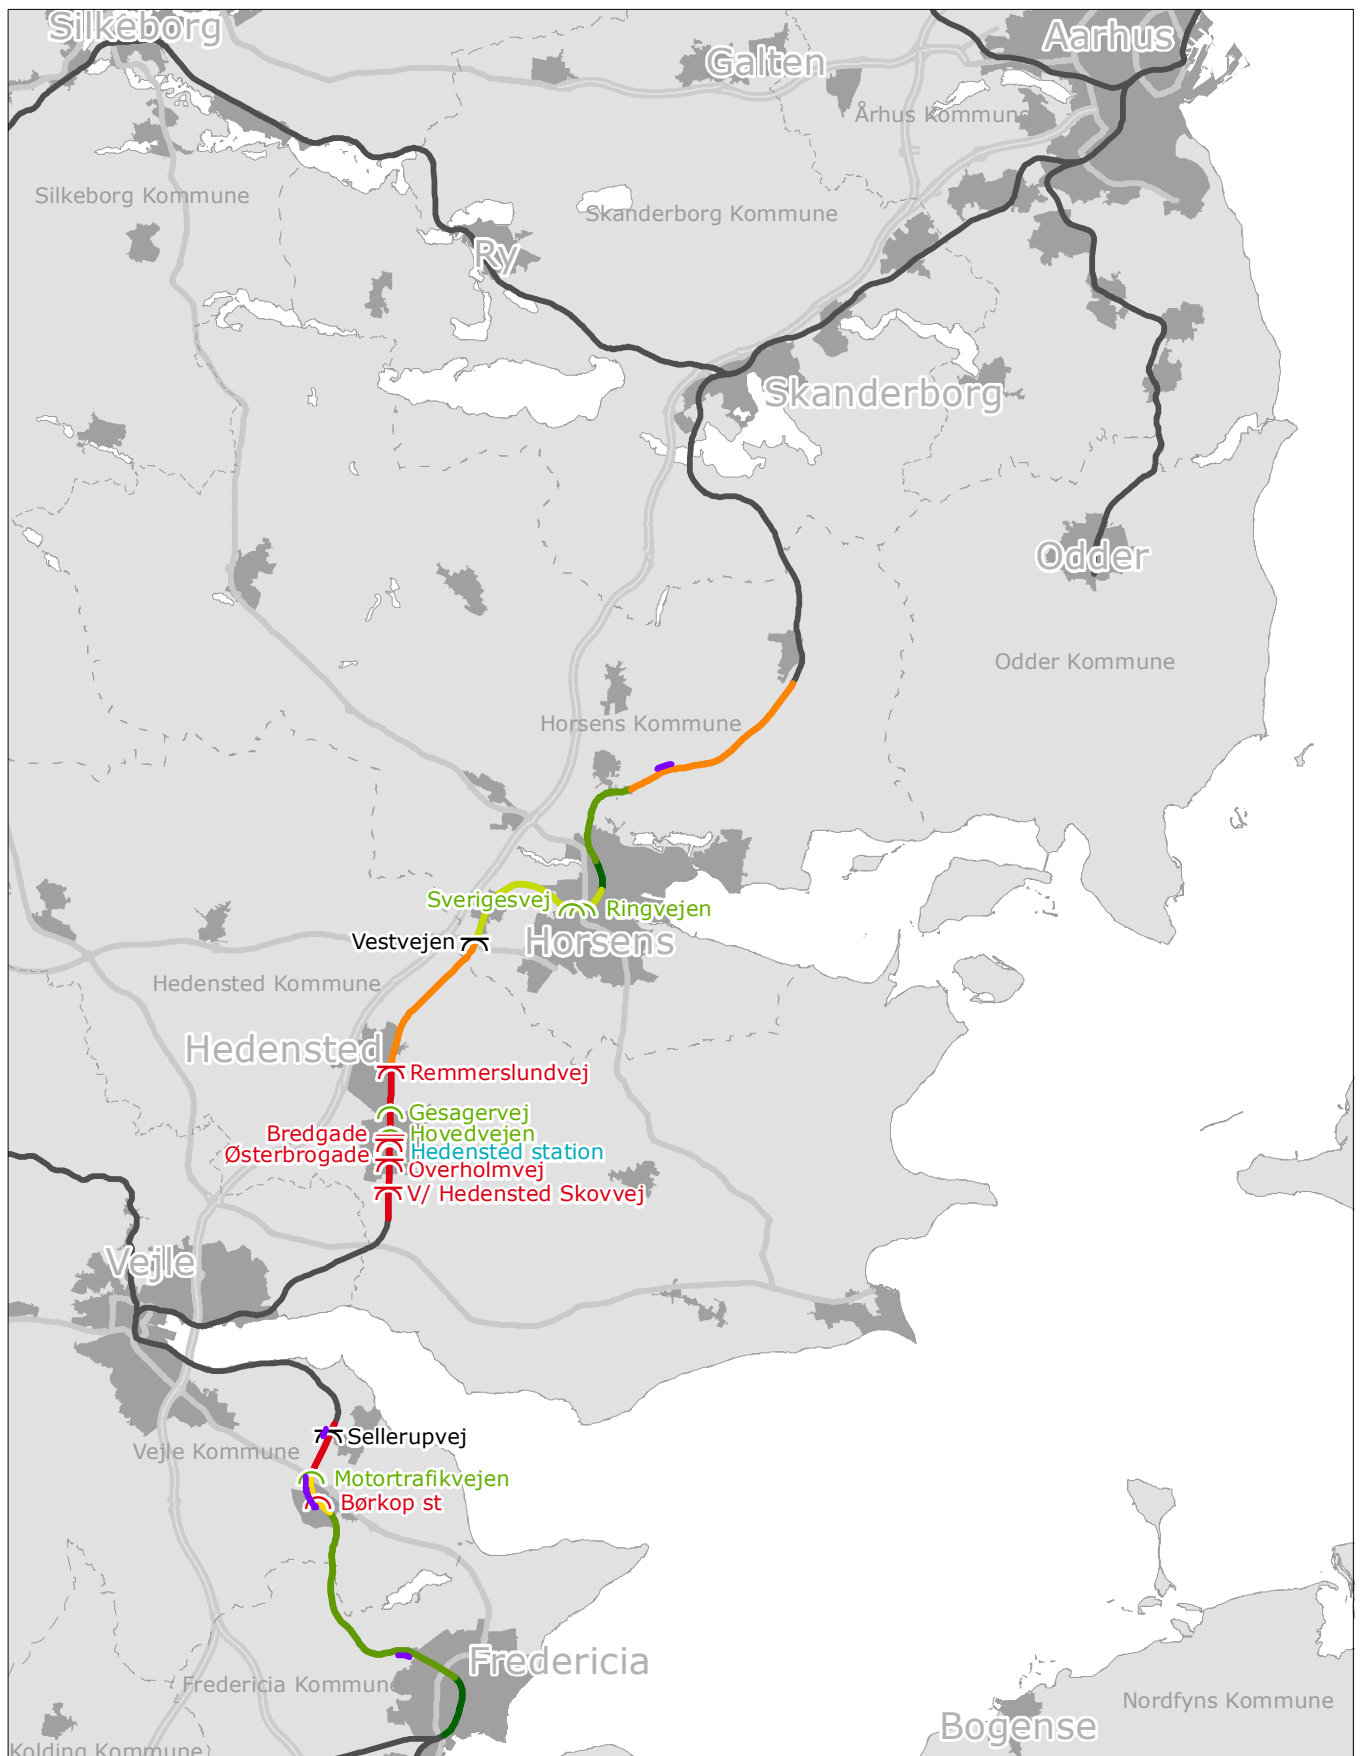 Silkeborg
Aarhus
Galten
Århus Kommune
Silkeborg Kommune
Skanderborg Kommune
Ry
Skanderborg
Odder
Odder Kommune
Horsens Kommune
Sverigesvej
Ringvejen
Vestvejen
Horsens
Hedensted Kommune
Hedensted
Remmerslundvej
Gesagervej
Bredgade
Hovedvejen
Østerbrogade
Hedensted station
Overholmvej
V/ Hedensted Skovvej
Vejle
Sellerupvej
Vejle Kommune
Motortrafikvejen
Børkop st
Fredericia
Fredericia Kommune
Nordfyns Kommune
Bogense
Kolding Kommune